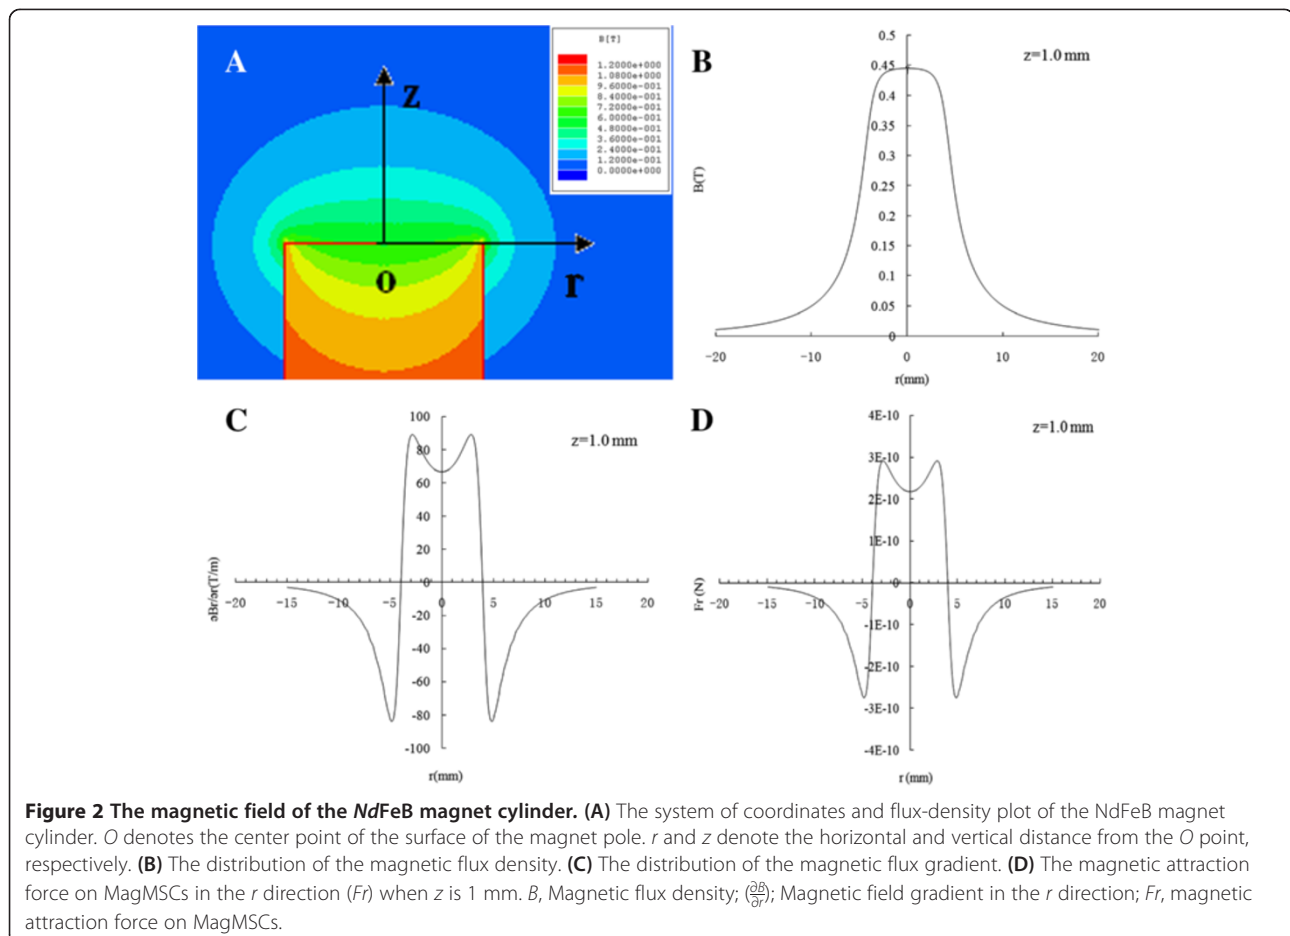 A
z
O
r
B[T]
1.2000e+000
1.0800e+000
9.6000e-001
8.4000e-001
7.2000e-001
6.0000e-001
4.8000e-001
3.6000e-001
2.4000e-001
1.2000e-001
0.0000e+000
B
z=1.0 mm
0.5
0.45
0.4
0.35
0.3
0.25
0.2
0.15
0.1
0.05
0
B(T)
-20
-10
0
10
20
r(mm)
C
z=1.0 mm
100
80
60
40
20
0
-20
-40
-60
-80
-100
∂Br/∂r(T/m)
-20
-15
-10
-5
0
5
10
15
20
r(mm)
D
z=1.0 mm
4E-10
3E-10
2E-10
1E-10
0
-1E-10
-2E-10
-3E-10
-4E-10
Fr (N)
-20
-15
-10
-5
0
5
10
15
20
r (mm)
Figure 2 The magnetic field of the NdFeB magnet cylinder. (A) The system of coordinates and flux-density plot of the NdFeB magnet
cylinder. O denotes the center point of the surface of the magnet pole. r and z denote the horizontal and vertical distance from the O point,
respectively. (B) The distribution of the magnetic flux density. (C) The distribution of the magnetic flux gradient. (D) The magnetic attraction
force on MagMSCs in the r direction (Fr) when z is 1 mm. B, Magnetic flux density; (∂B/∂r); Magnetic field gradient in the r direction; Fr, magnetic
attraction force on MagMSCs.